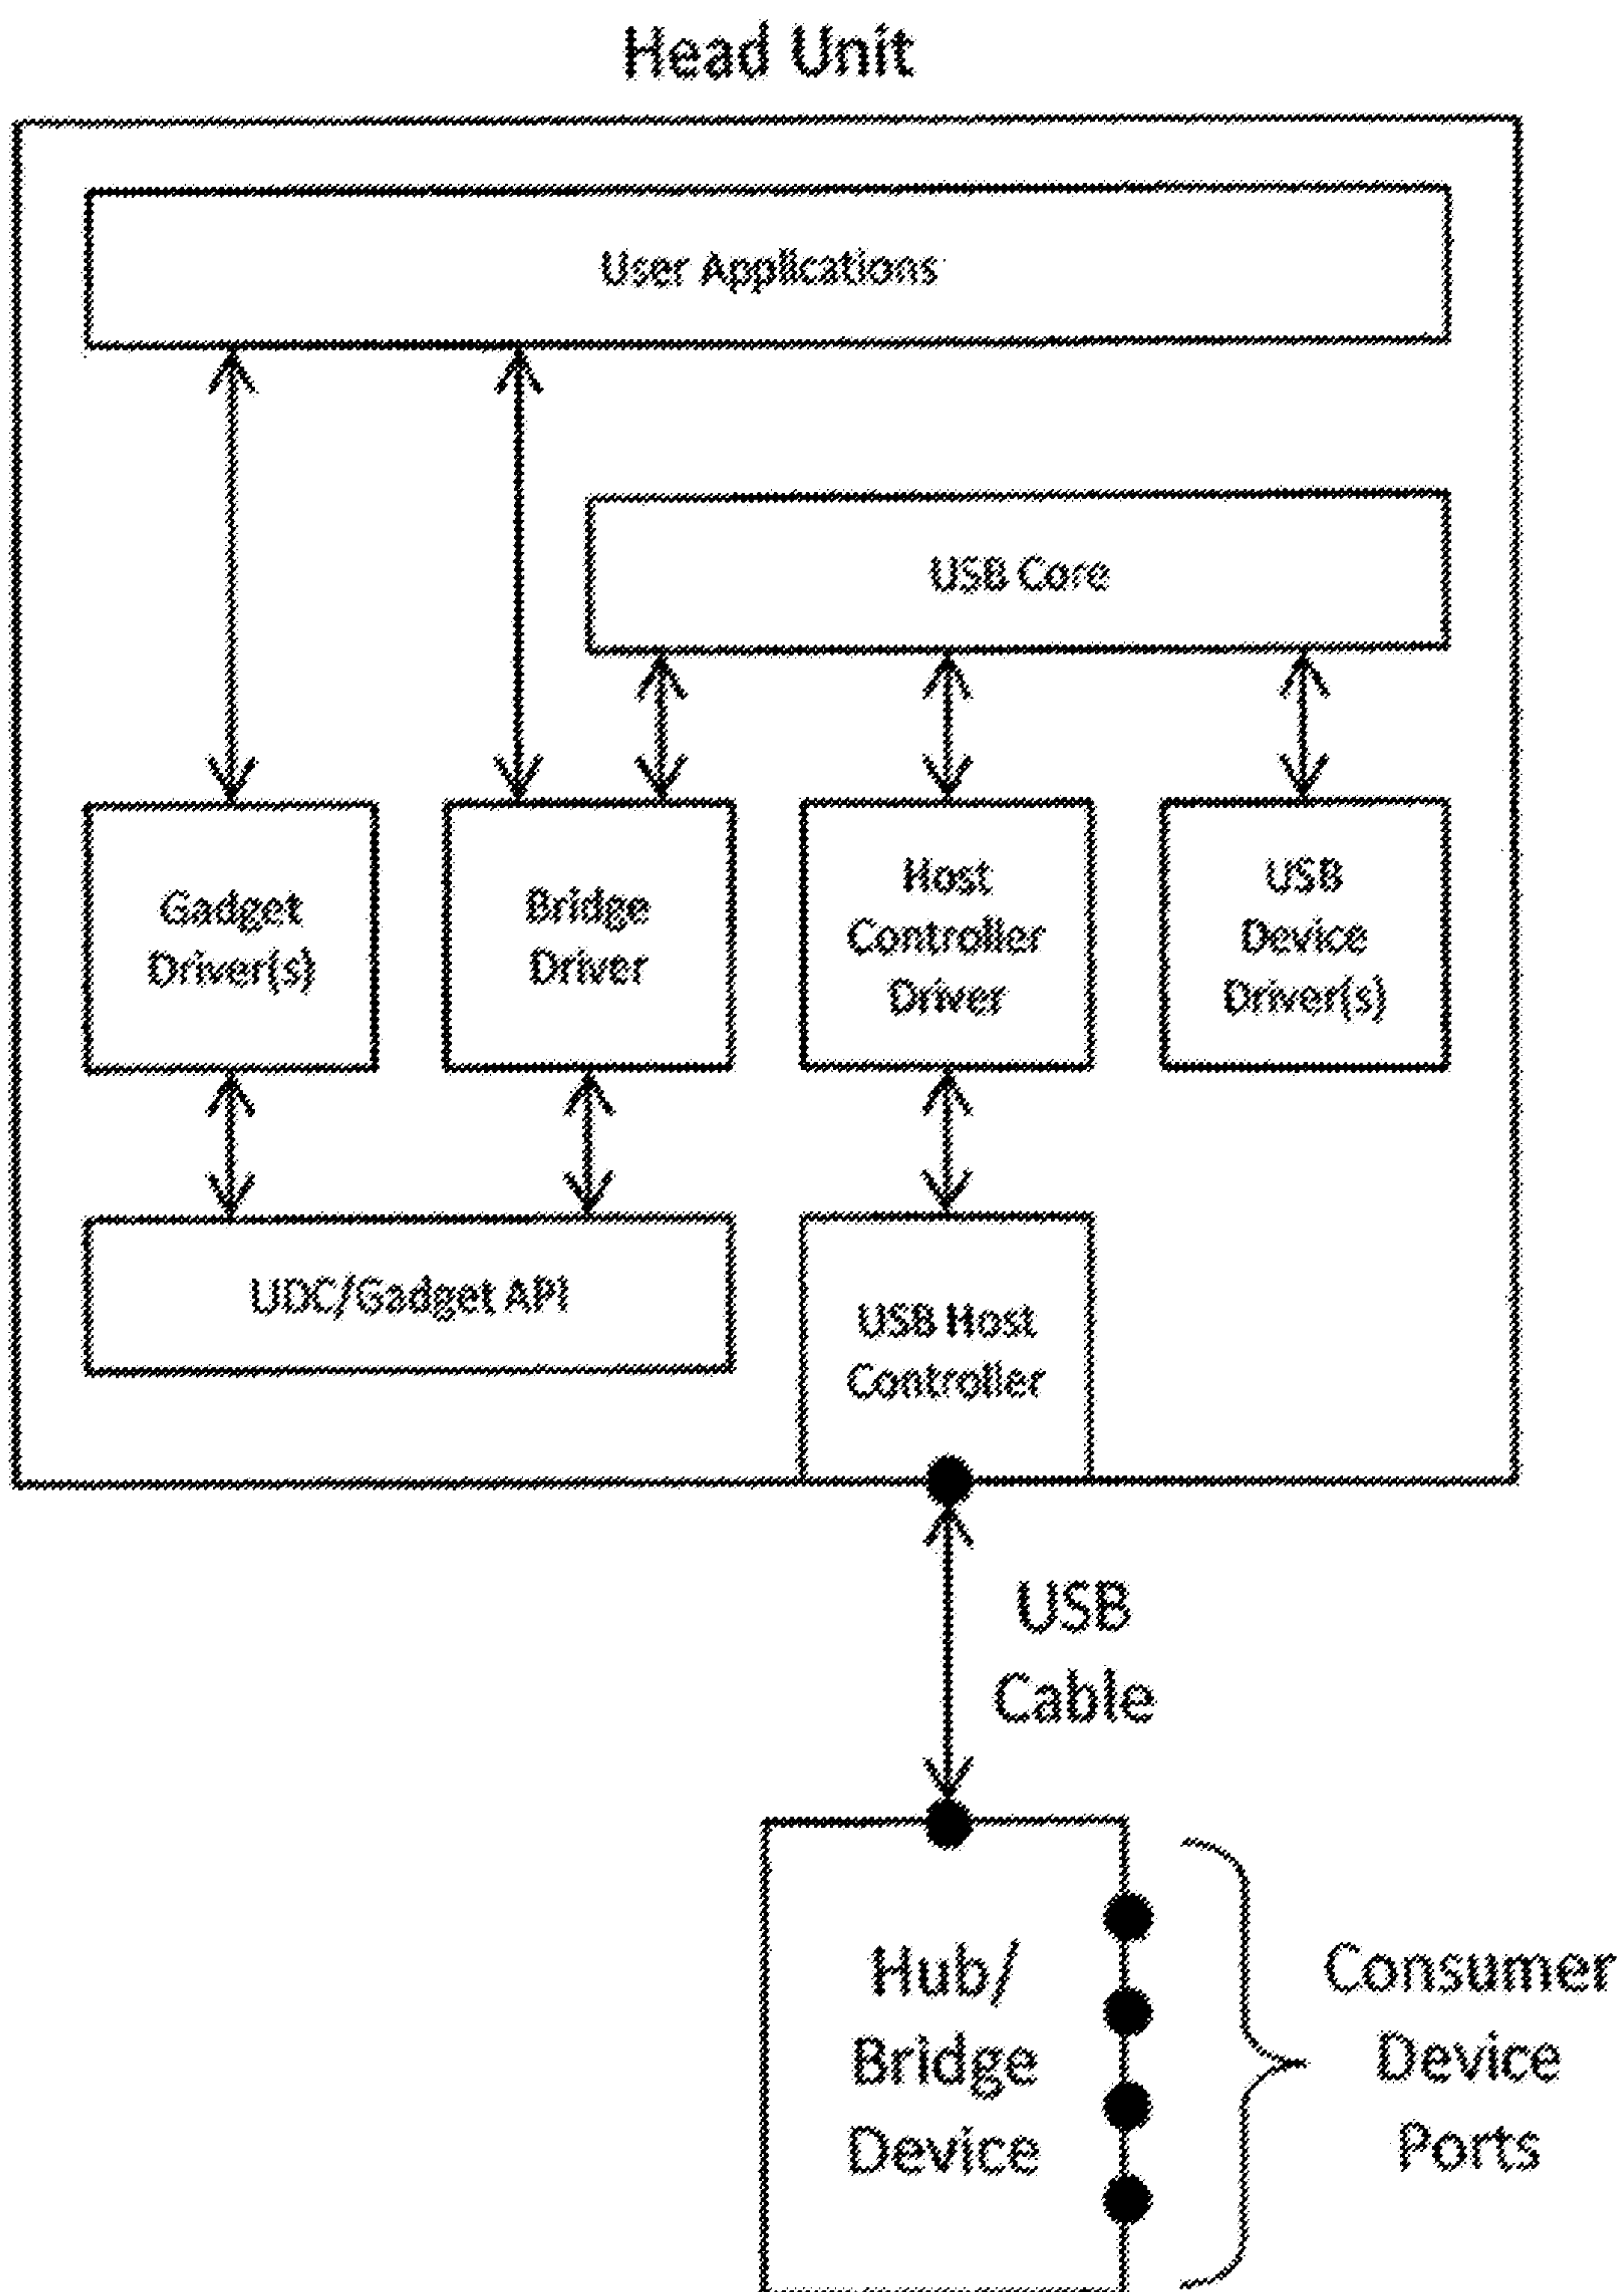 Head Unit
User Applications
USB Core
Gadget
Driver(s)
Bridge
Driver
Host
Controller
Driver
USB
Device
Driver(s)
UDC/Gadget API
USB Host
Controller
USB
Cable
Hub/
Bridge
Device
Consumer
Device
Ports